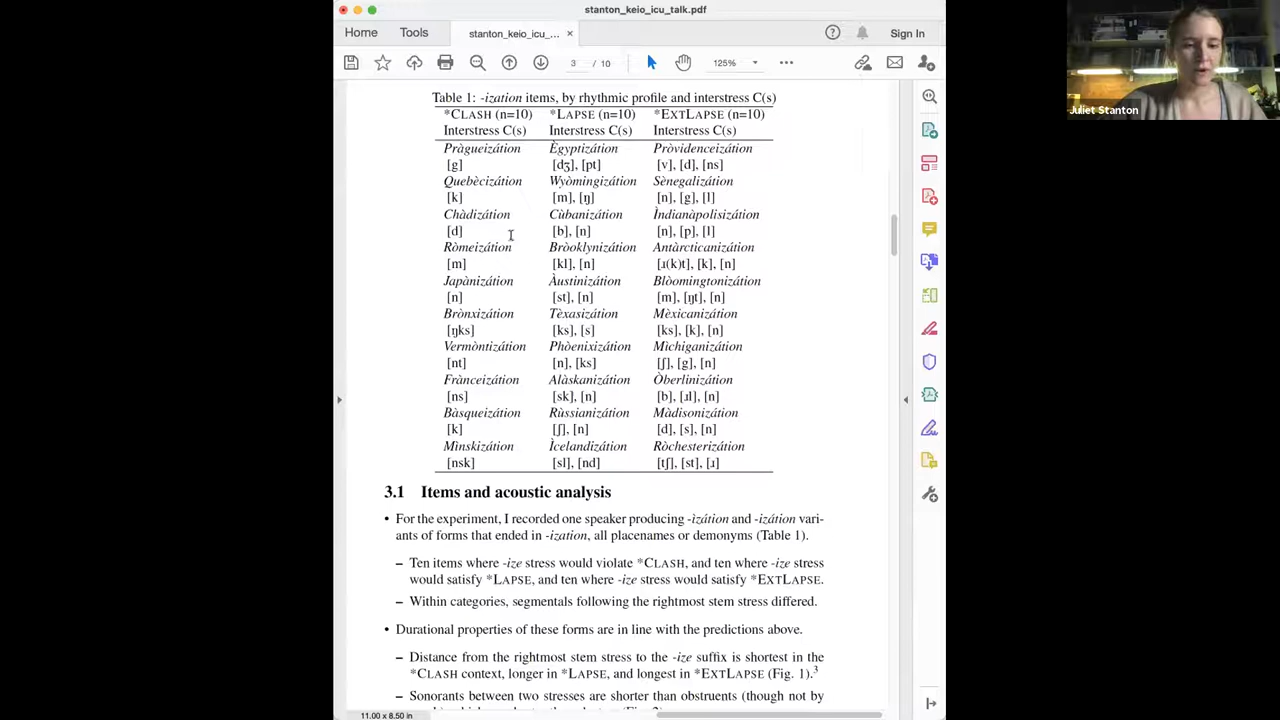 stanton_keio_icu_talk.pdf
Home
Tools
stanton_keio_icu_...
×
Sign In
3 / 10
125%
Juliet Stanton
Table 1: -ization items, by rhythmic profile and interstress C(s)
*CLASH (n=10) *LAPSE (n=10) *EXTLAPSE (n=10)
Interstress C(s) Interstress C(s) Interstress C(s)
Pràgueizátion Ègyptizátion Pròvidenceizátion
[g] [dʒ], [pt] [v], [d], [ns]
Quebècizátion Wyòmingizátion Sènegalizátion
[k] [m], [ŋ] [n], [g], [l]
Chàdizátion Cùbanizátion Ìndianàpolisizátion
[d] [b], [n] [n], [p], [l]
Ròmeizátion Bròoklynizátion Antàrcticanizátion
[m] [kl], [n] [ɹ(k)t], [k], [n]
Japànizátion Àustinizátion Blòomingtonizátion
[n] [st], [n] [m], [ŋt], [n]
Brònxizátion Tèxasizátion Mèxicanizátion
[ŋks] [ks], [s] [ks], [k], [n]
Vermòntizátion Phòenixizátion Mìchiganizátion
[nt] [n], [ks] [ʃ], [g], [n]
Frànceizátion Alàskanizátion Òberlinizátion
[ns] [sk], [n] [b], [ɹl], [n]
Bàsqueizátion Rùssianizátion Màdisonizátion
[k] [ʃ], [n] [d], [s], [n]
Mìnskizátion Ìcelandizátion Ròchesterizátion
[nsk] [sl], [nd] [tʃ], [st], [ɹ]
3.1 Items and acoustic analysis
• For the experiment, I recorded one speaker producing -ìzátion and -izátion vari-
ants of forms that ended in -ization, all placenames or demonyms (Table 1).
– Ten items where -ize stress would violate *CLASH, and ten where -ize stress
would satisfy *LAPSE, and ten where -ize stress would satisfy *EXTLAPSE.
– Within categories, segmentals following the rightmost stem stress differed.
• Durational properties of these forms are in line with the predictions above.
– Distance from the rightmost stem stress to the -ize suffix is shortest in the
*CLASH context, longer in *LAPSE, and longest in *EXTLAPSE (Fig. 1).3
– Sonorants between two stresses are shorter than obstruents (though not by
11.00 x 8.50 in